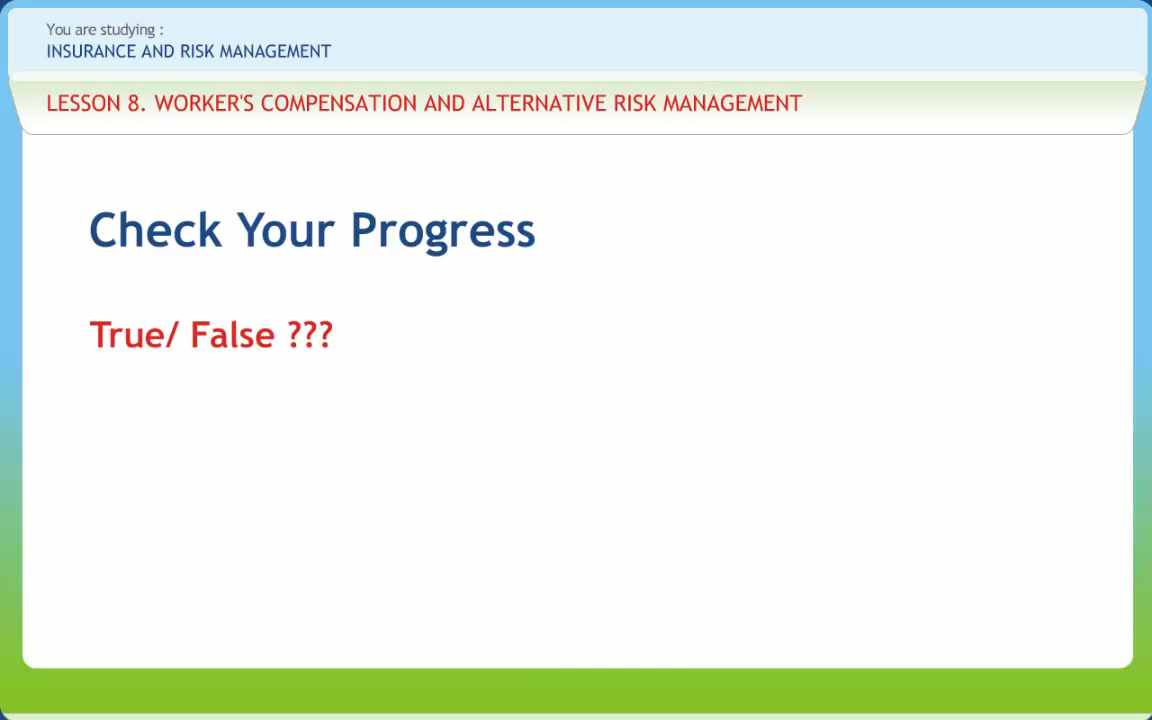 You are studying :
INSURANCE AND RISK MANAGEMENT
LESSON 8. WORKER'S COMPENSATION AND ALTERNATIVE RISK MANAGEMENT
Check Your Progress
True/ False ???